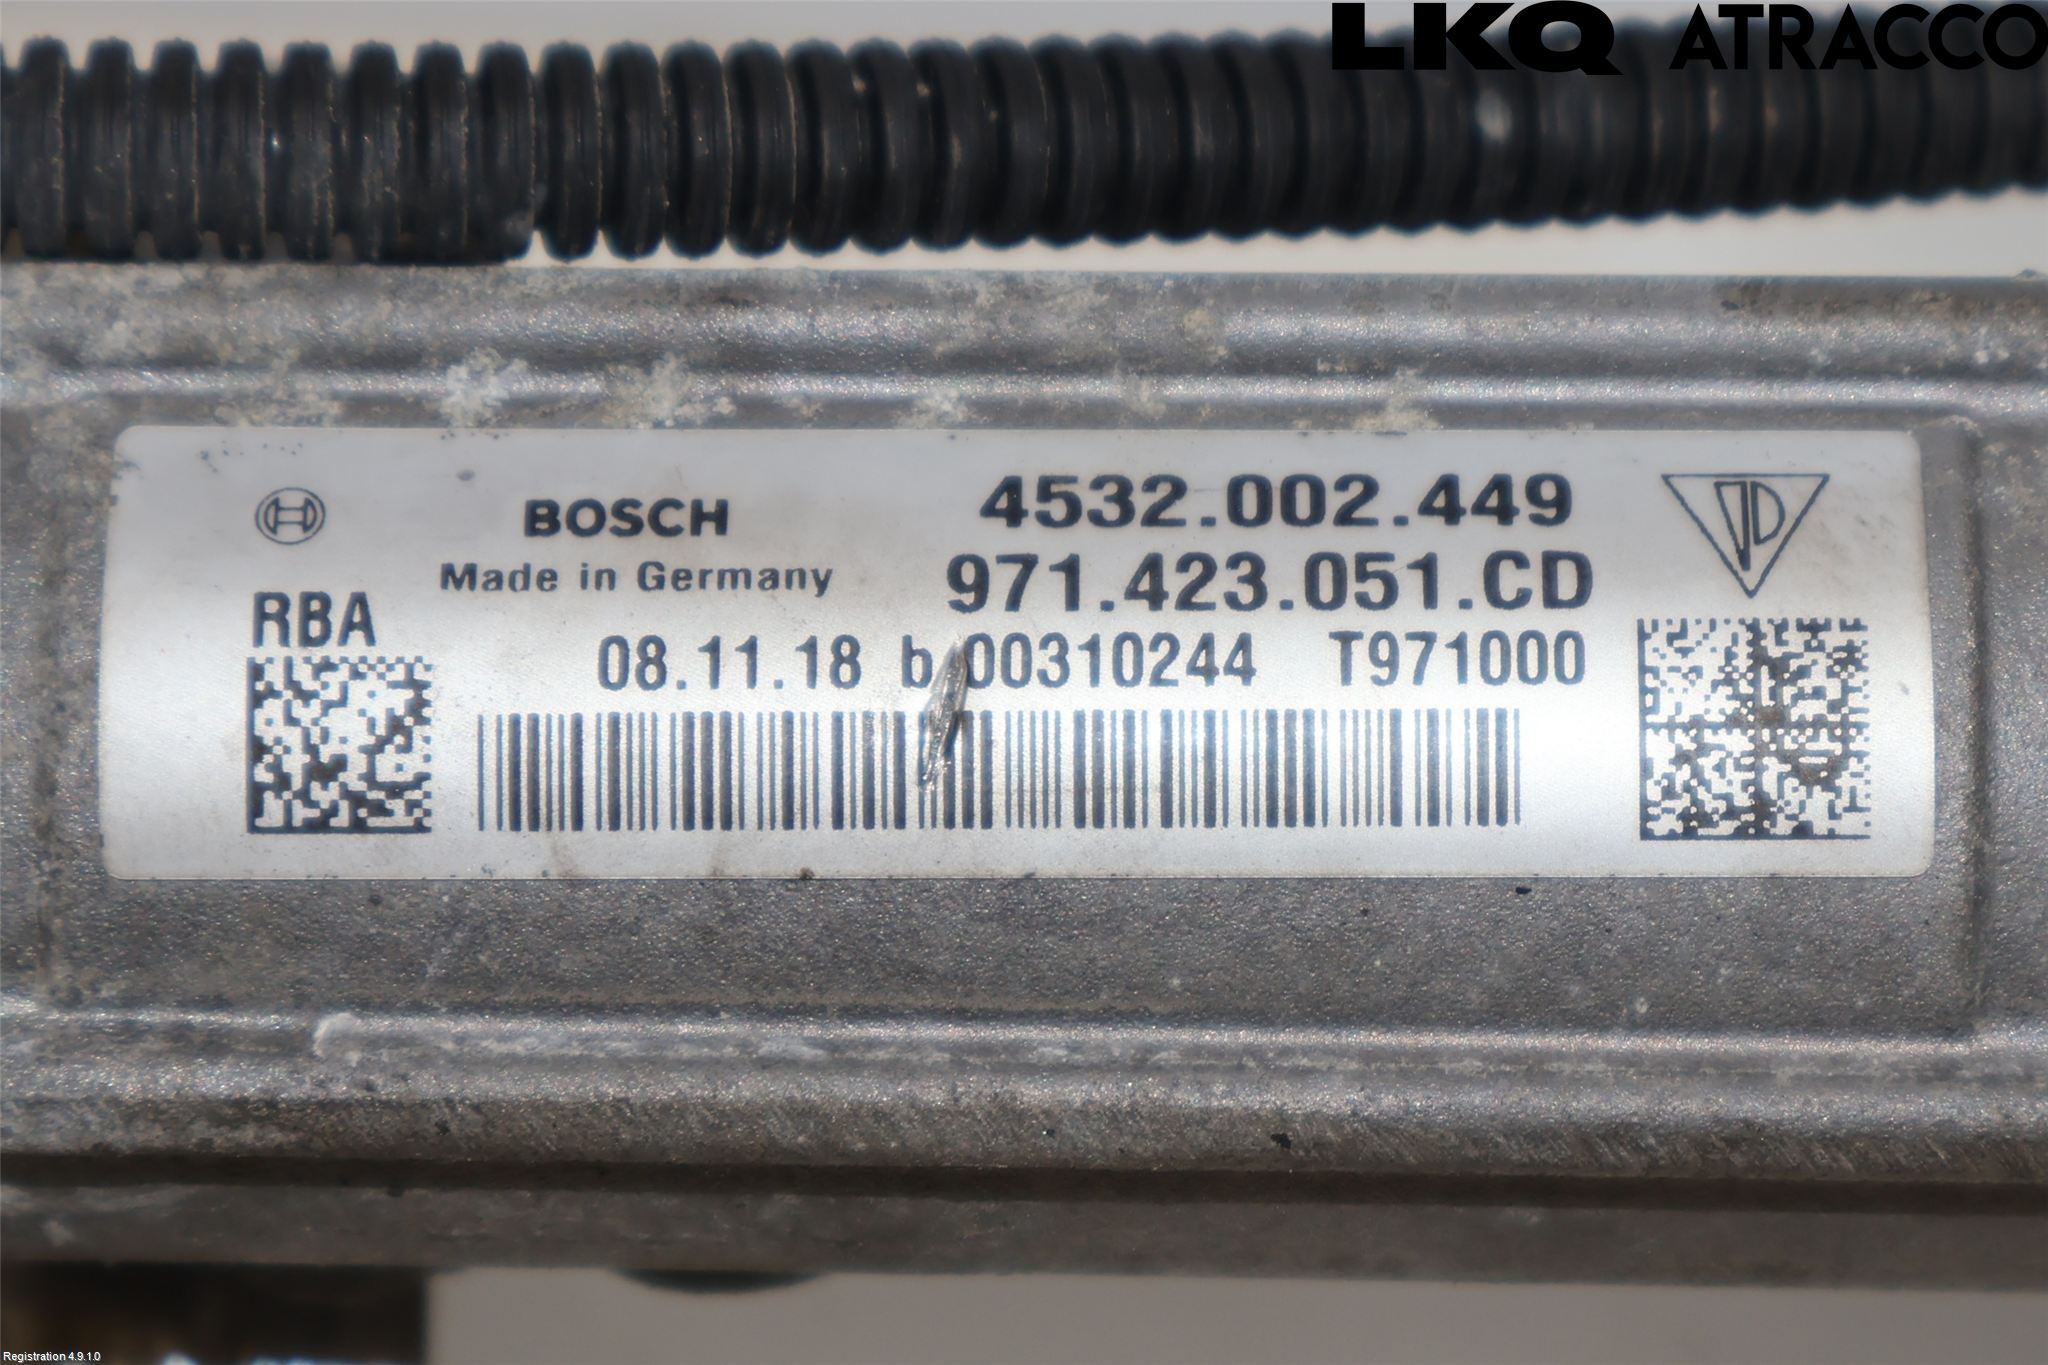 LKQ ATRACCO
BOSCH
Made in Germany
4532.002.449
971.423.051.CD
RBA
08.11.18 b 00310244 T971000
Registration 4.9.1.0